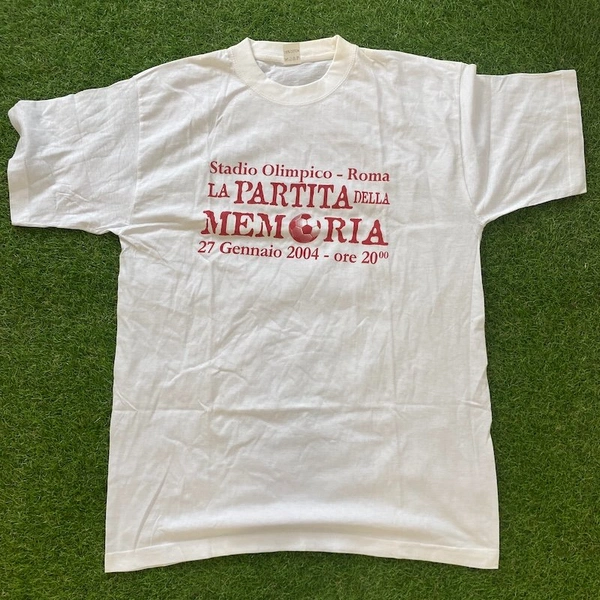 Stadio Olimpico - Roma
LA PARTITA DELLA
MEMORIA
27 Gennaio 2004 - ore 20⁰⁰